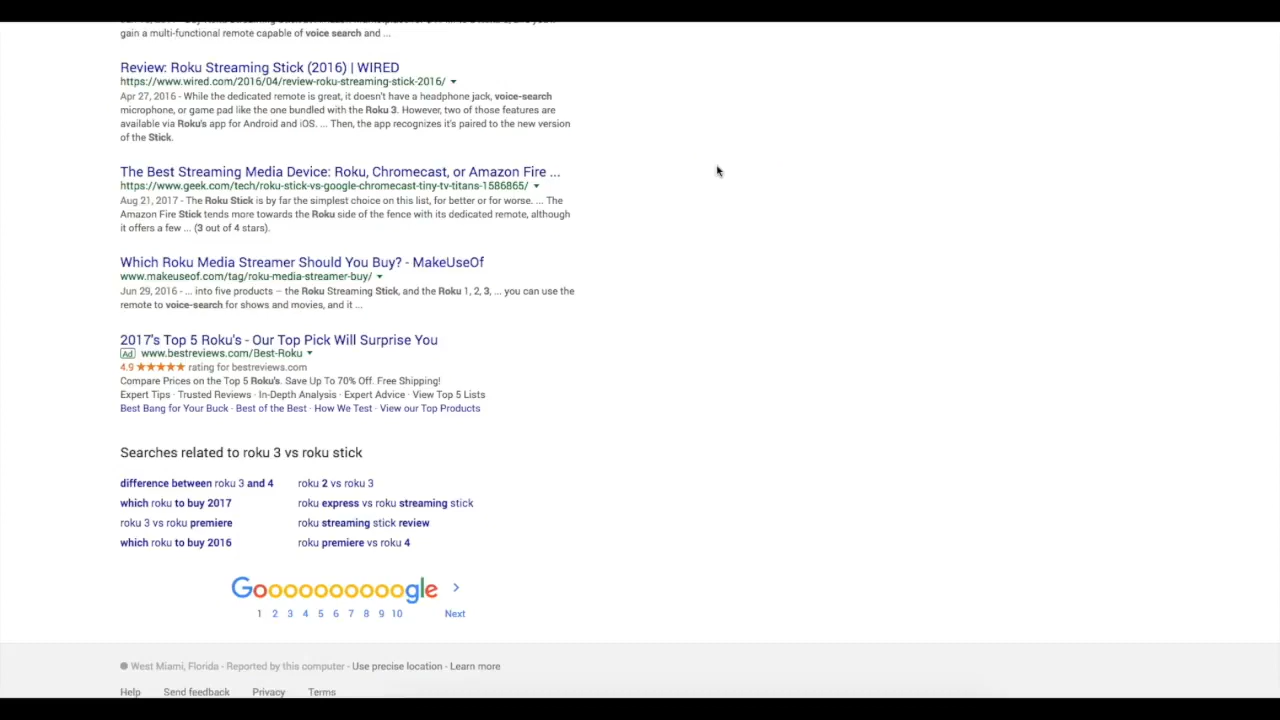 gain a multi-functional remote capable of voice search and ...
Review: Roku Streaming Stick (2016) | WIRED
https://www.wired.com/2016/04/review-roku-streaming-stick-2016/
Apr 27, 2016 - While the dedicated remote is great, it doesn't have a headphone jack, voice-search
microphone, or game pad like the one bundled with the Roku 3. However, two of those features are
available via Roku's app for Android and iOS. ... Then, the app recognizes it's paired to the new version
of the Stick.
The Best Streaming Media Device: Roku, Chromecast, or Amazon Fire ...
https://www.geek.com/tech/roku-stick-vs-google-chromecast-tiny-tv-titans-1586865/
Aug 21, 2017 - The Roku Stick is by far the simplest choice on this list, for better or for worse. ... The
Amazon Fire Stick tends more towards the Roku side of the fence with its dedicated remote, although
it offers a few ... (3 out of 4 stars).
Which Roku Media Streamer Should You Buy? - MakeUseOf
www.makeuseof.com/tag/roku-media-streamer-buy/
Jun 29, 2016 - ... into five products – the Roku Streaming Stick, and the Roku 1, 2, 3, ... you can use the
remote to voice-search for shows and movies, and it ...
2017's Top 5 Roku's - Our Top Pick Will Surprise You
Ad www.bestreviews.com/Best-Roku
4.9 ★★★★★ rating for bestreviews.com
Compare Prices on the Top 5 Roku's. Save Up To 70% Off. Free Shipping!
Expert Tips · Trusted Reviews · In-Depth Analysis · Expert Advice · View Top 5 Lists
Best Bang for Your Buck · Best of the Best · How We Test · View our Top Products
Searches related to roku 3 vs roku stick
difference between roku 3 and 4 roku 2 vs roku 3
which roku to buy 2017 roku express vs roku streaming stick
roku 3 vs roku premiere roku streaming stick review
which roku to buy 2016 roku premiere vs roku 4
Goooooooooogle >
1 2 3 4 5 6 7 8 9 10 Next
West Miami, Florida - Reported by this computer - Use precise location - Learn more
Help Send feedback Privacy Terms